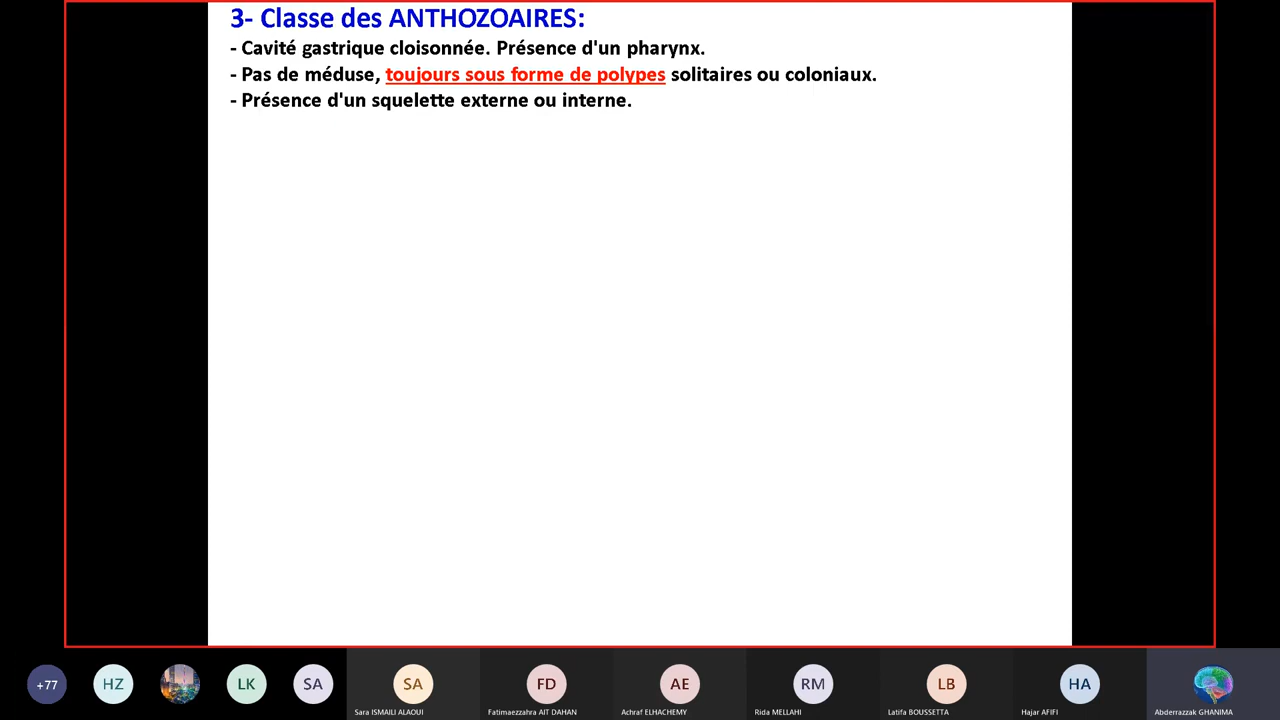 3- Classe des ANTHOZOAIRES:
- Cavité gastrique cloisonnée. Présence d'un pharynx.
- Pas de méduse, toujours sous forme de polypes solitaires ou coloniaux.
- Présence d'un squelette externe ou interne.
+77 HZ LK SA SA FD AE RM LB HA
Sara ISMAILI ALAOUI Fatimaezzahra AIT DAHAN Achraf ELHACHEMY Rida MELLAHI Latifa BOUSSETTA Hajar AFIFI Abderrazzak GHANIMA